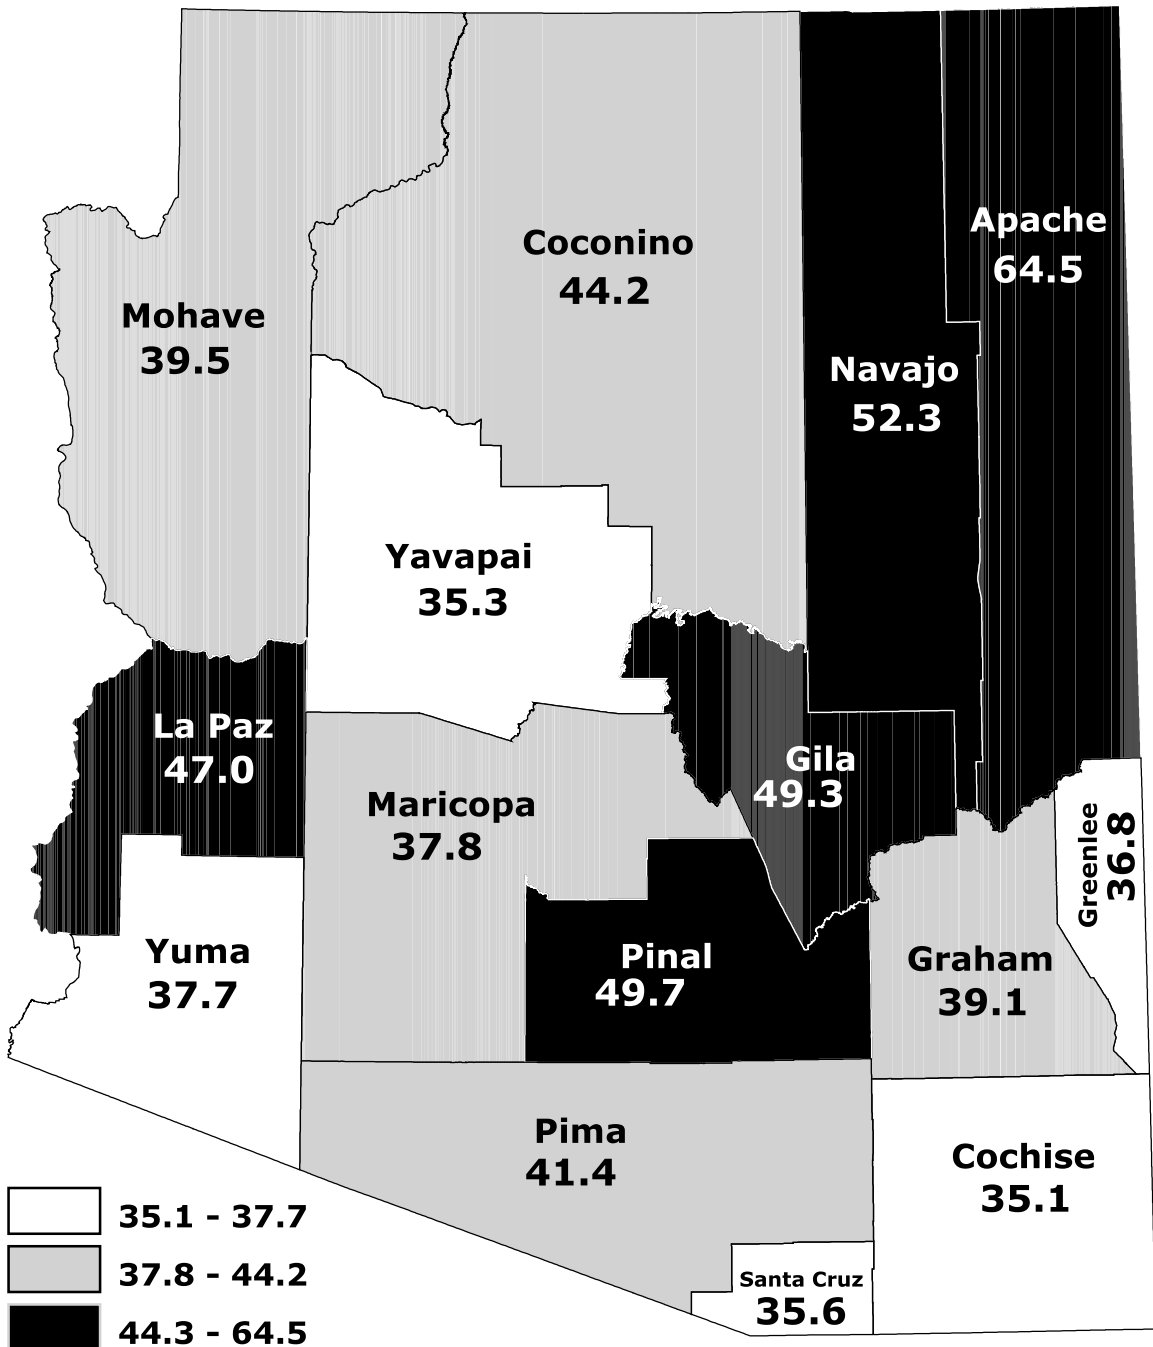 Apache
64.5
Coconino
44.2
Mohave
39.5
Navajo
52.3
Yavapai
35.3
La Paz
47.0
Gila
49.3
Maricopa
37.8
Greenlee
36.8
Yuma
37.7
Pinal
49.7
Graham
39.1
Pima
41.4
Cochise
35.1
Santa Cruz
35.6
35.1 - 37.7
37.8 - 44.2
44.3 - 64.5